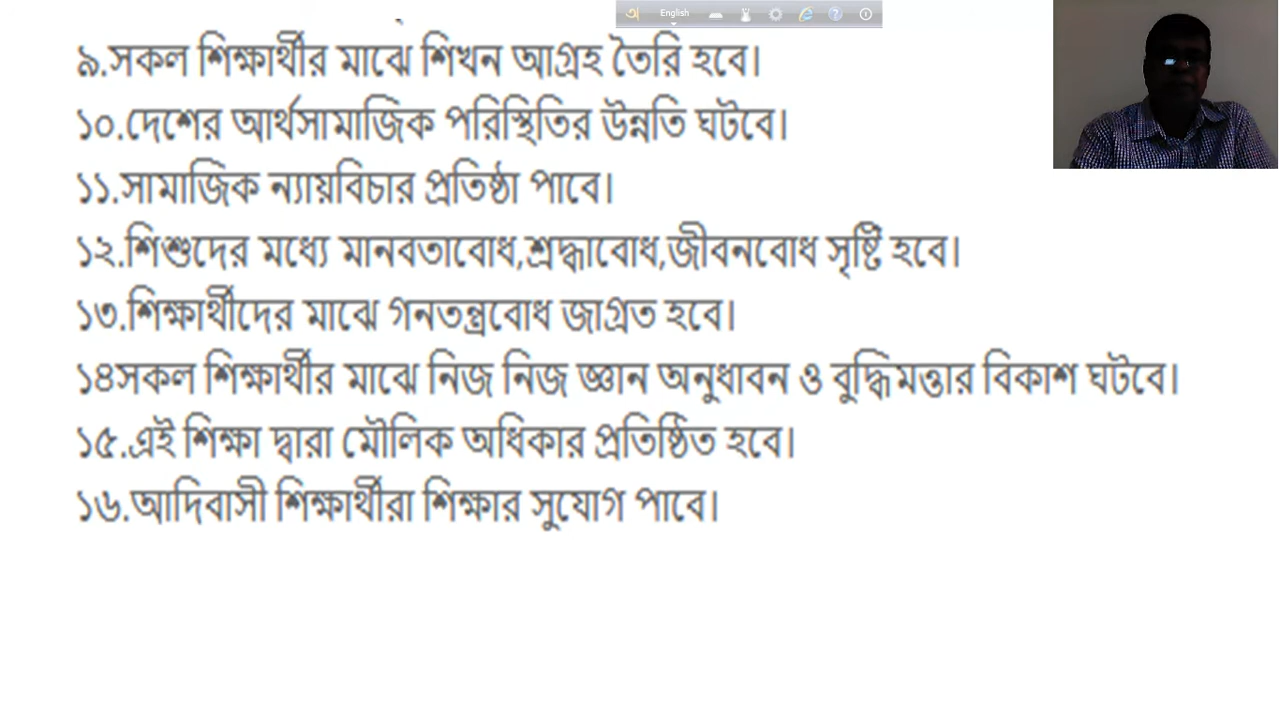 অ English
৯.সকল শিক্ষার্থীর মাঝে শিখন আগ্রহ তৈরি হবে।
১০.দেশের আর্থসামাজিক পরিস্থিতির উন্নতি ঘটবে।
১১.সামাজিক ন্যায়বিচার প্রতিষ্ঠা পাবে।
১২.শিশুদের মধ্যে মানবতাবোধ,শ্রদ্ধাবোধ,জীবনবোধ সৃষ্টি হবে।
১৩.শিক্ষার্থীদের মাঝে গনতন্ত্রবোধ জাগ্রত হবে।
১৪সকল শিক্ষার্থীর মাঝে নিজ নিজ জ্ঞান অনুধাবন ও বুদ্ধিমত্তার বিকাশ ঘটবে।
১৫.এই শিক্ষা দ্বারা মৌলিক অধিকার প্রতিষ্ঠিত হবে।
১৬.আদিবাসী শিক্ষার্থীরা শিক্ষার সুযোগ পাবে।